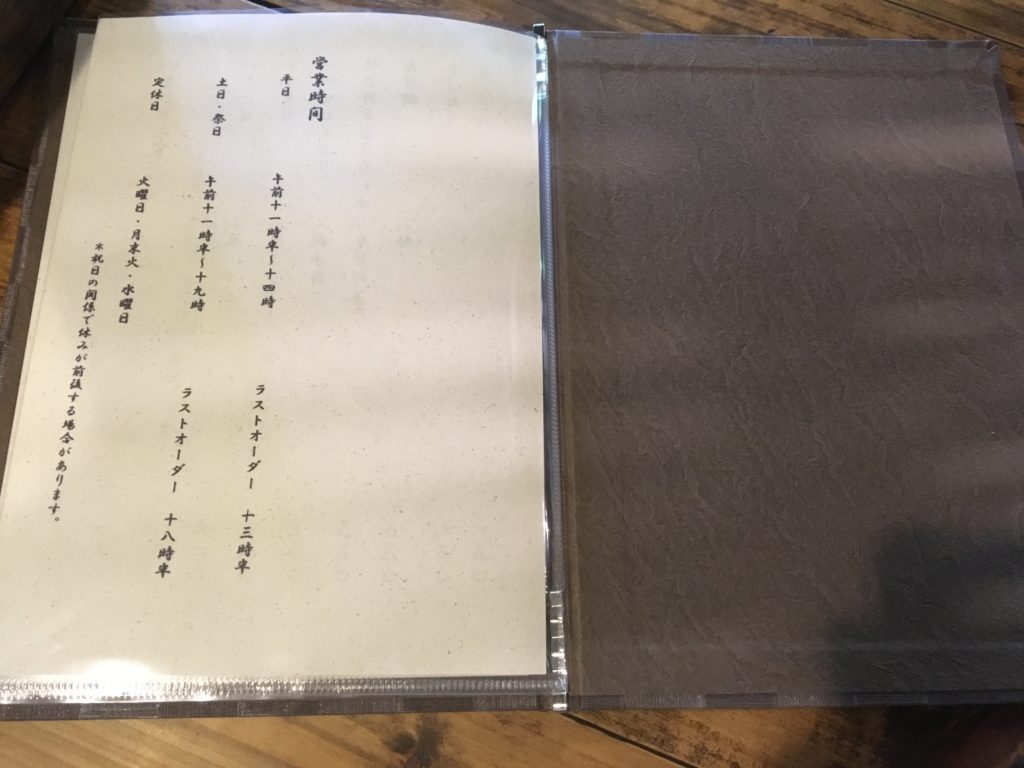 営業時间
平日 午前十一時半〜十四時 ラストオーダー 十三時半
土日・祭日 午前十一時半〜十九時 ラストオーダー 十八時半
定休日 火曜日・月末火・水曜日
※祝日の関係で休みが前後する場合があります。